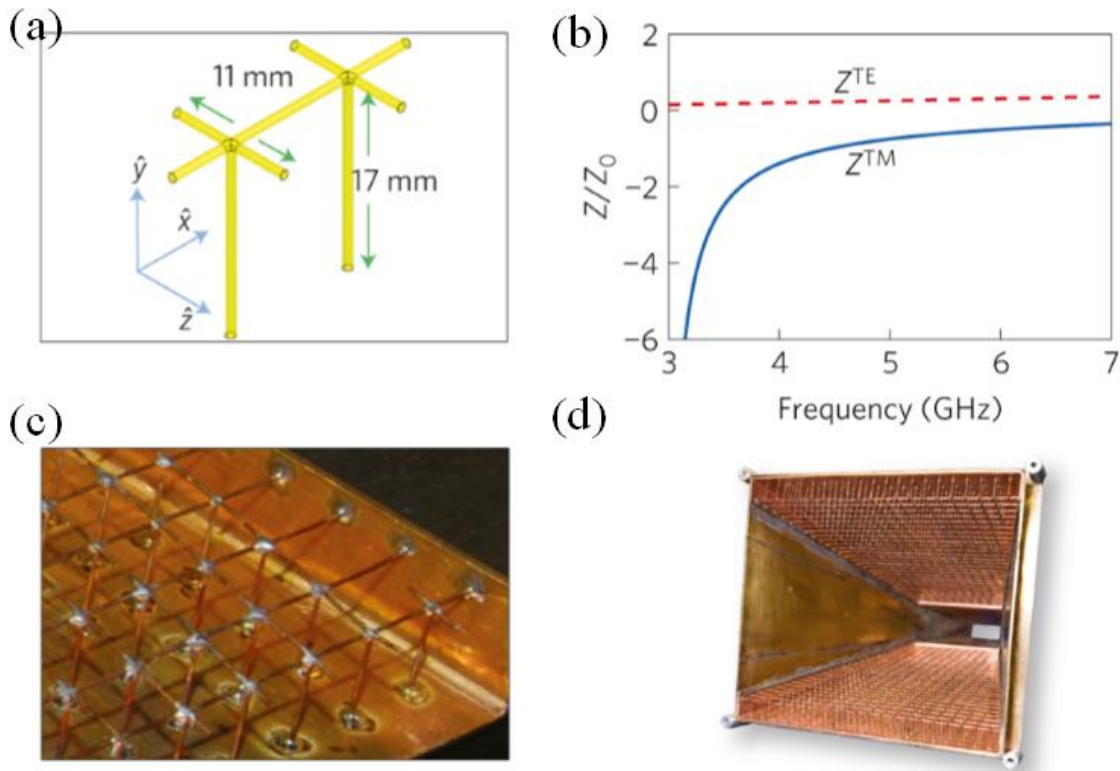 (a)
11 mm
17 mm
ŷ
x̂
ẑ
(b)
2
Z^TE
0
Z^TM
Z/Z₀
−2
−4
−6
3 4 5 6 7
Frequency (GHz)
(c)
(d)